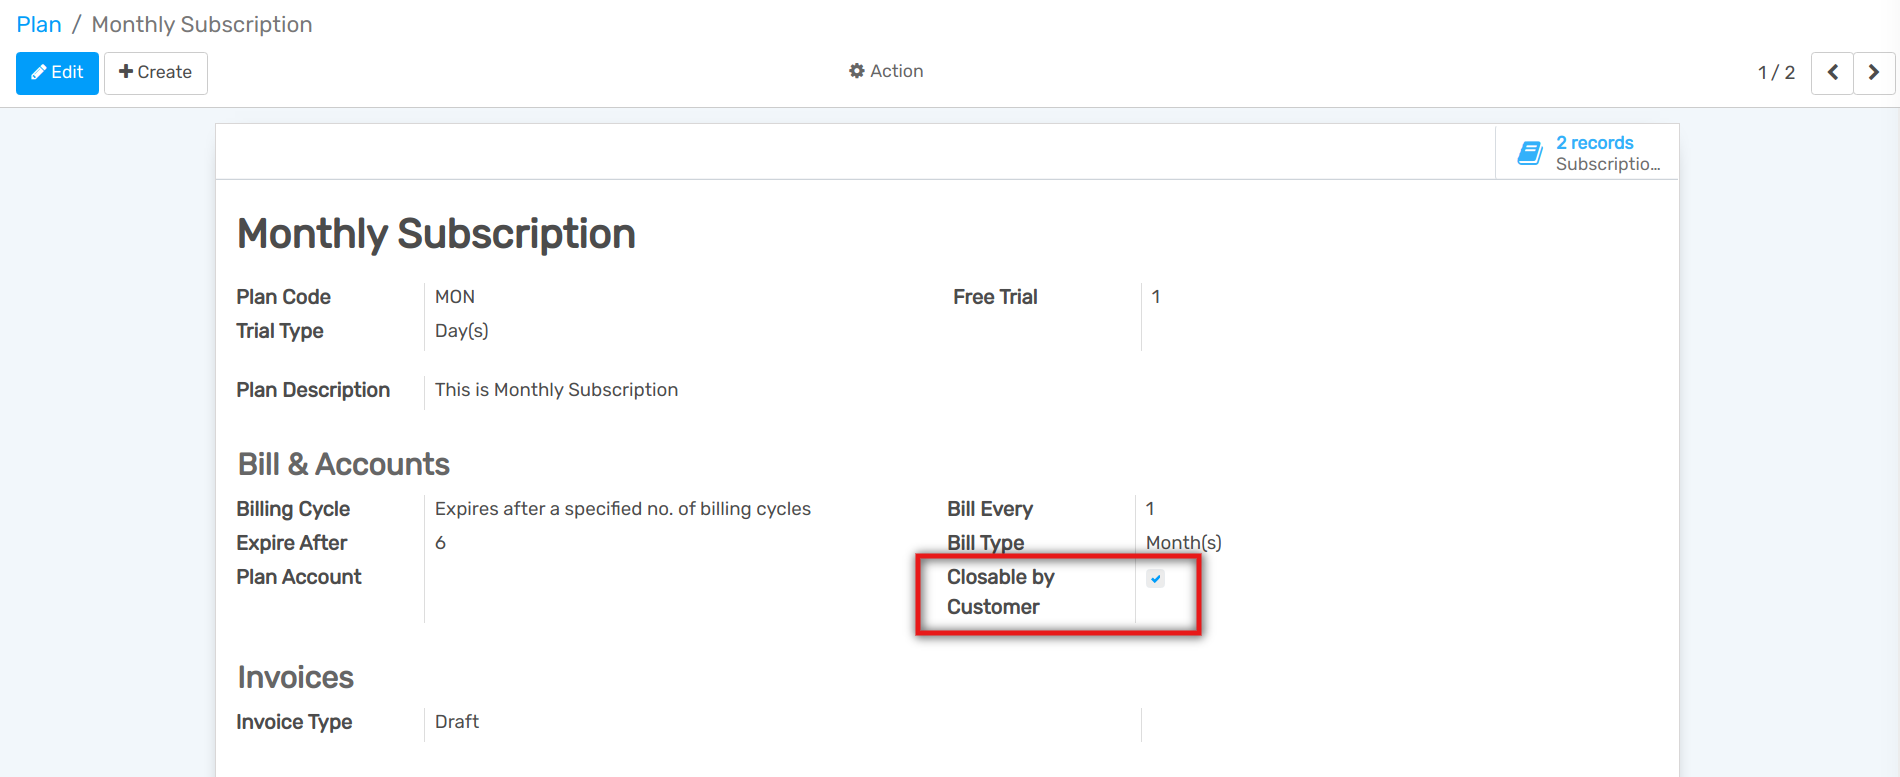 Plan / Monthly Subscription
Edit
Create
Action
1 / 2
2 records
Subscriptio...
Monthly Subscription
Plan Code MON
Free Trial 1
Trial Type Day(s)
Plan Description This is Monthly Subscription
Bill & Accounts
Billing Cycle Expires after a specified no. of billing cycles
Bill Every 1
Expire After 6
Bill Type Month(s)
Plan Account
Closable by
Customer
Invoices
Invoice Type Draft